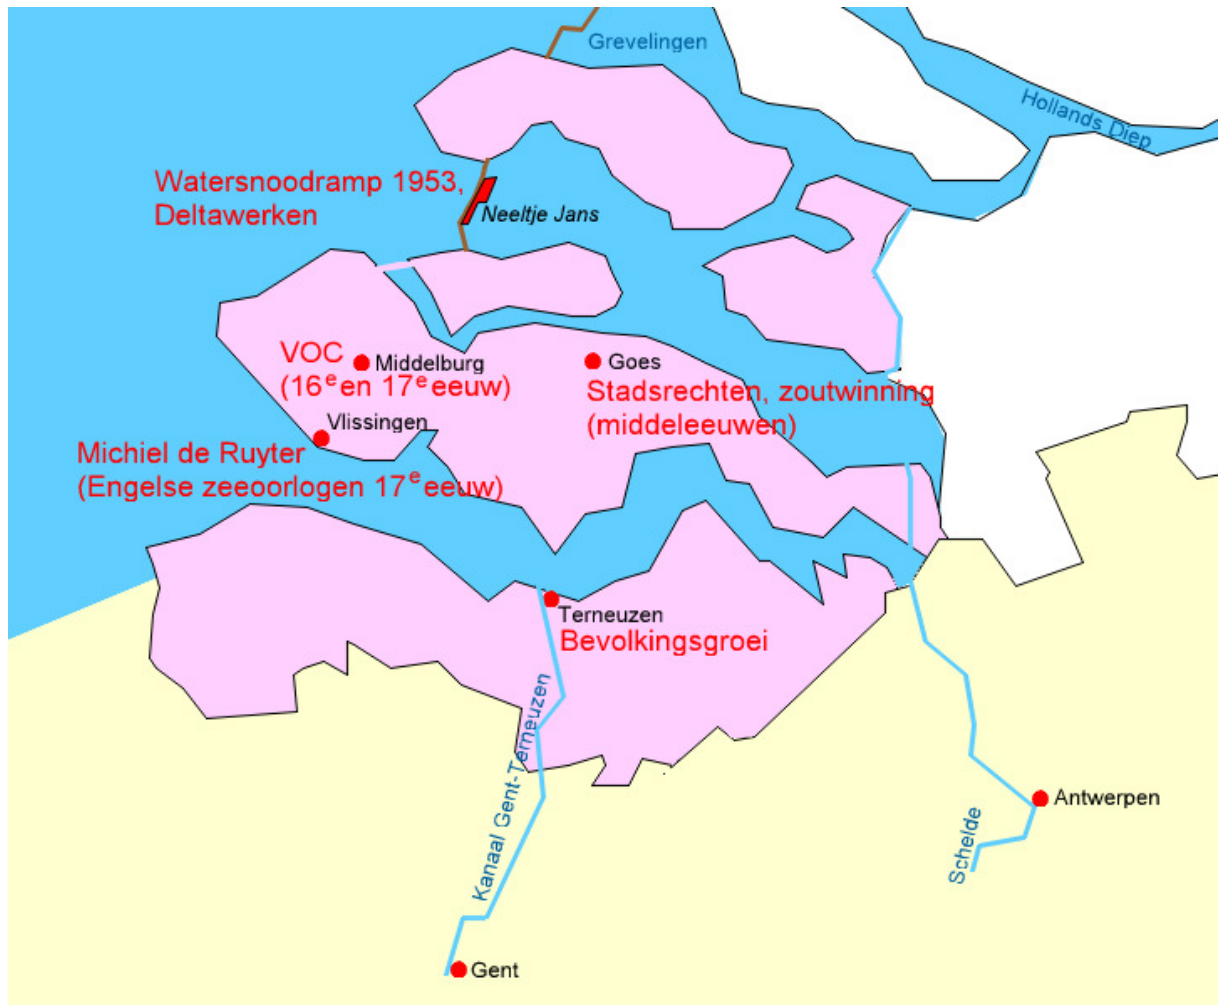 Grevelingen
Hollands Diep
Watersnoodramp 1953,
Deltawerken
Neeltje Jans
VOC
(16e en 17e eeuw)
Middelburg
Goes
Stadsrechten, zoutwinning
(middeleeuwen)
Vlissingen
Michiel de Ruyter
(Engelse zeeoorlogen 17e eeuw)
Terneuzen
Bevolkingsgroei
Kanaal Gent-Terneuzen
Antwerpen
Schelde
Gent